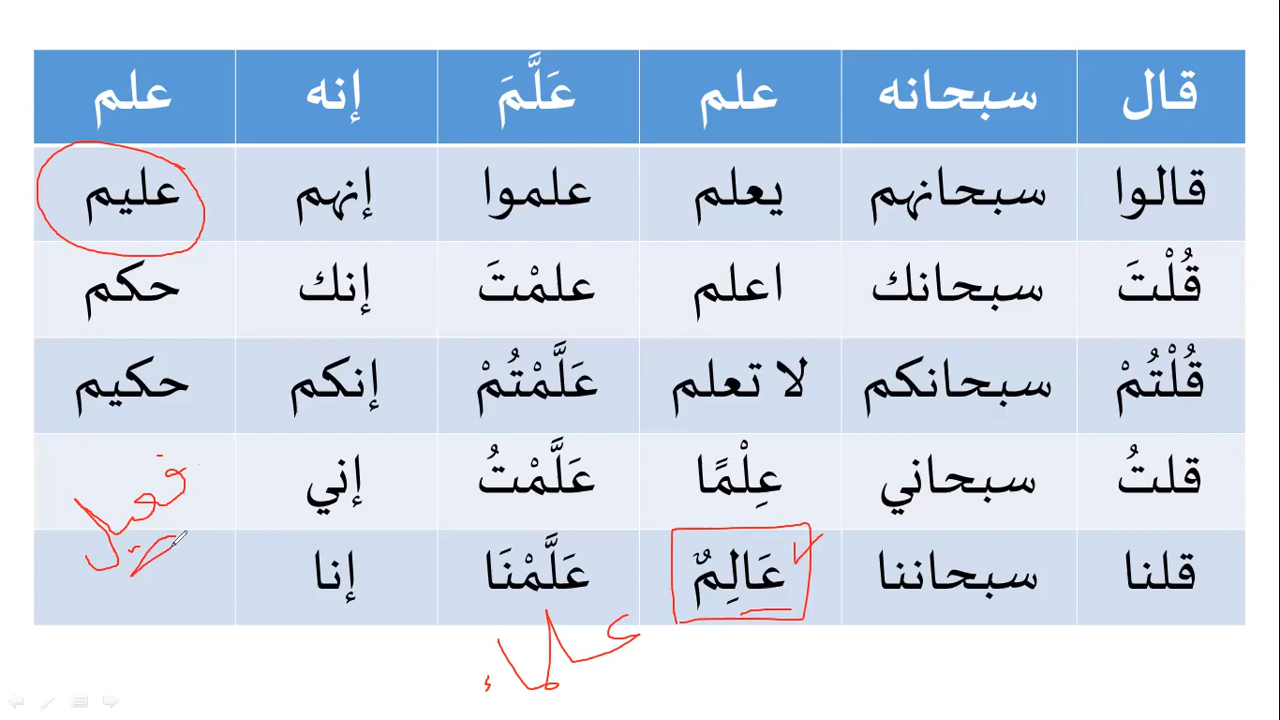 قال سبحانه علم عَلَّمَ إنه علم
قالوا سبحانهم يعلم علموا إنهم عليم
قُلْتَ سبحانك اعلم علمْتَ إنك حكم
قُلْتُمْ سبحانكم لا تعلم عَلَّمْتُمْ إنكم حكيم
قلتُ سبحاني عِلْمًا عَلَّمْتُ إني فعيل
قلنا سبحاننا عَالِمٌ عَلَّمْنَا إنا
علماء